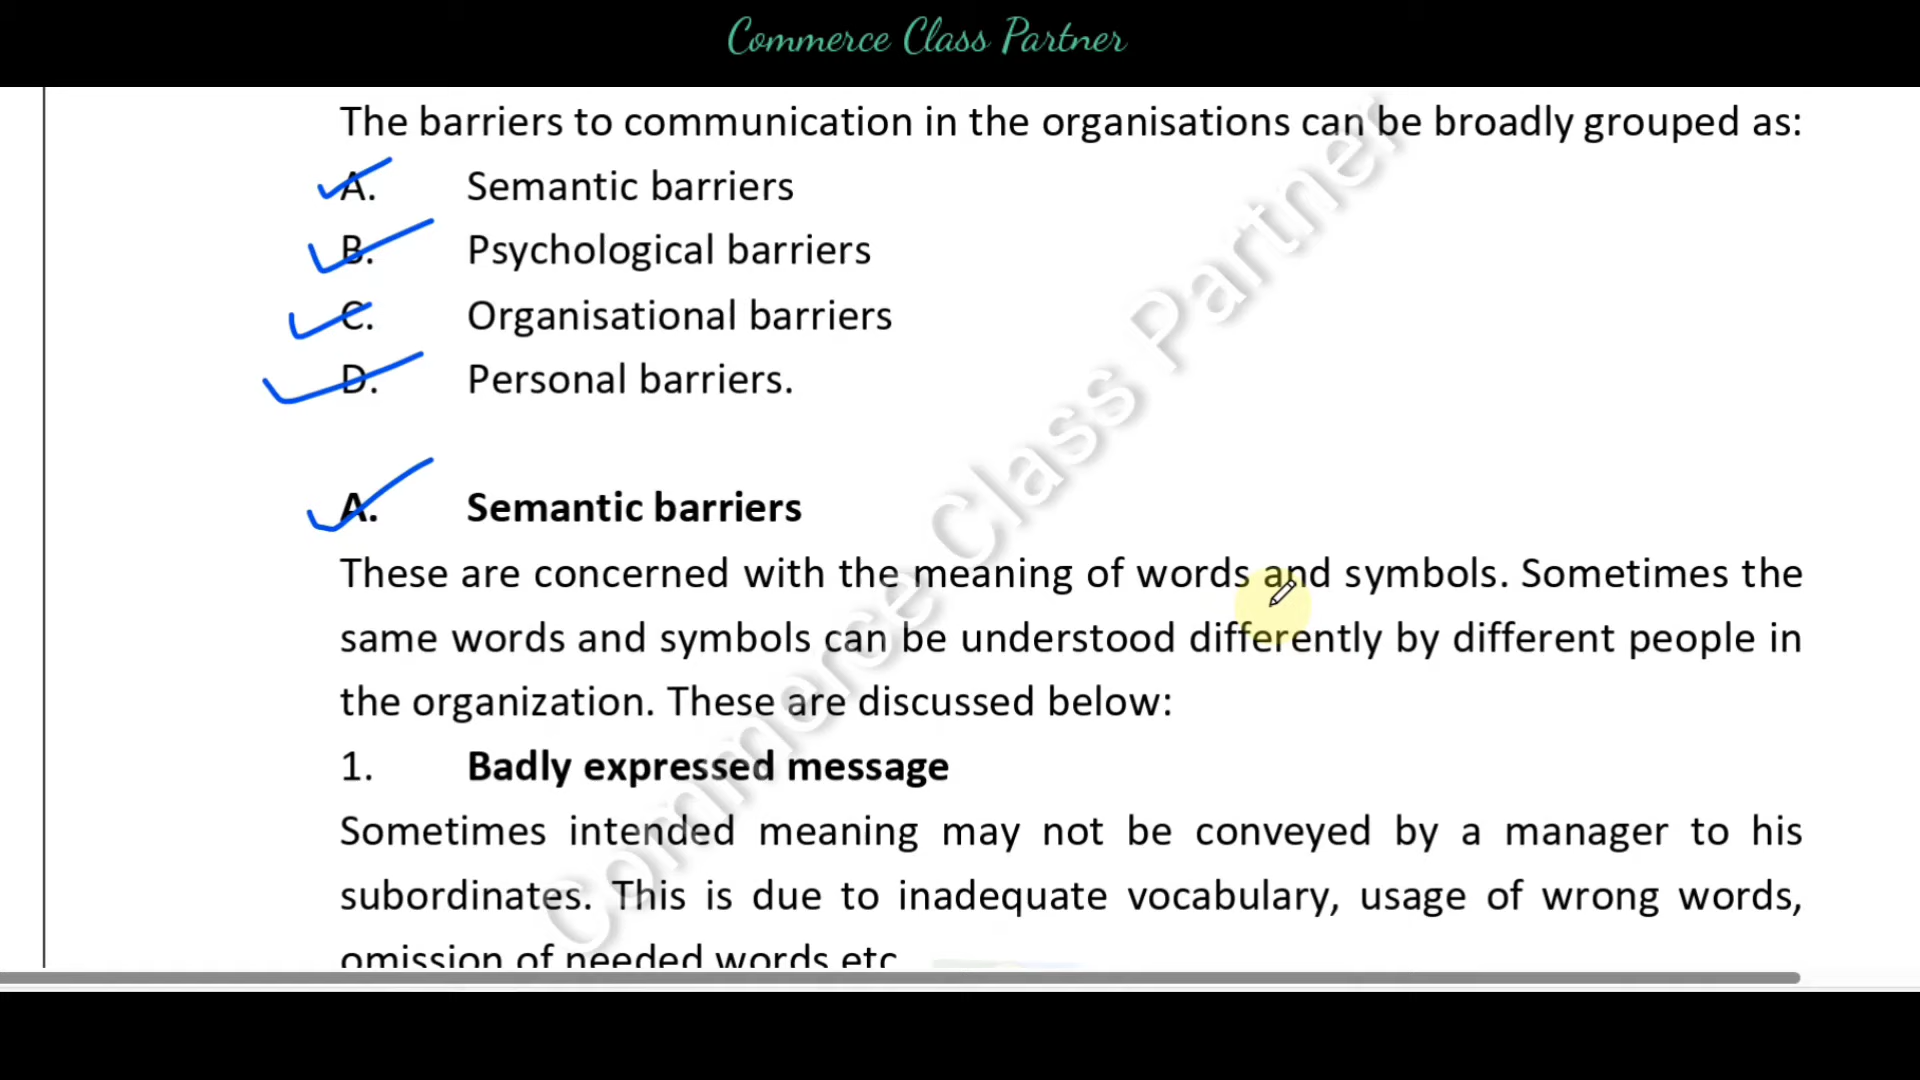 Commerce Class Partner
The barriers to communication in the organisations can be broadly grouped as:
A. Semantic barriers
B. Psychological barriers
C. Organisational barriers
D. Personal barriers.
A. Semantic barriers
These are concerned with the meaning of words and symbols. Sometimes the
same words and symbols can be understood differently by different people in
the organization. These are discussed below:
1. Badly expressed message
Sometimes intended meaning may not be conveyed by a manager to his
subordinates. This is due to inadequate vocabulary, usage of wrong words,
omission of needed words etc
Commerce Class Partner